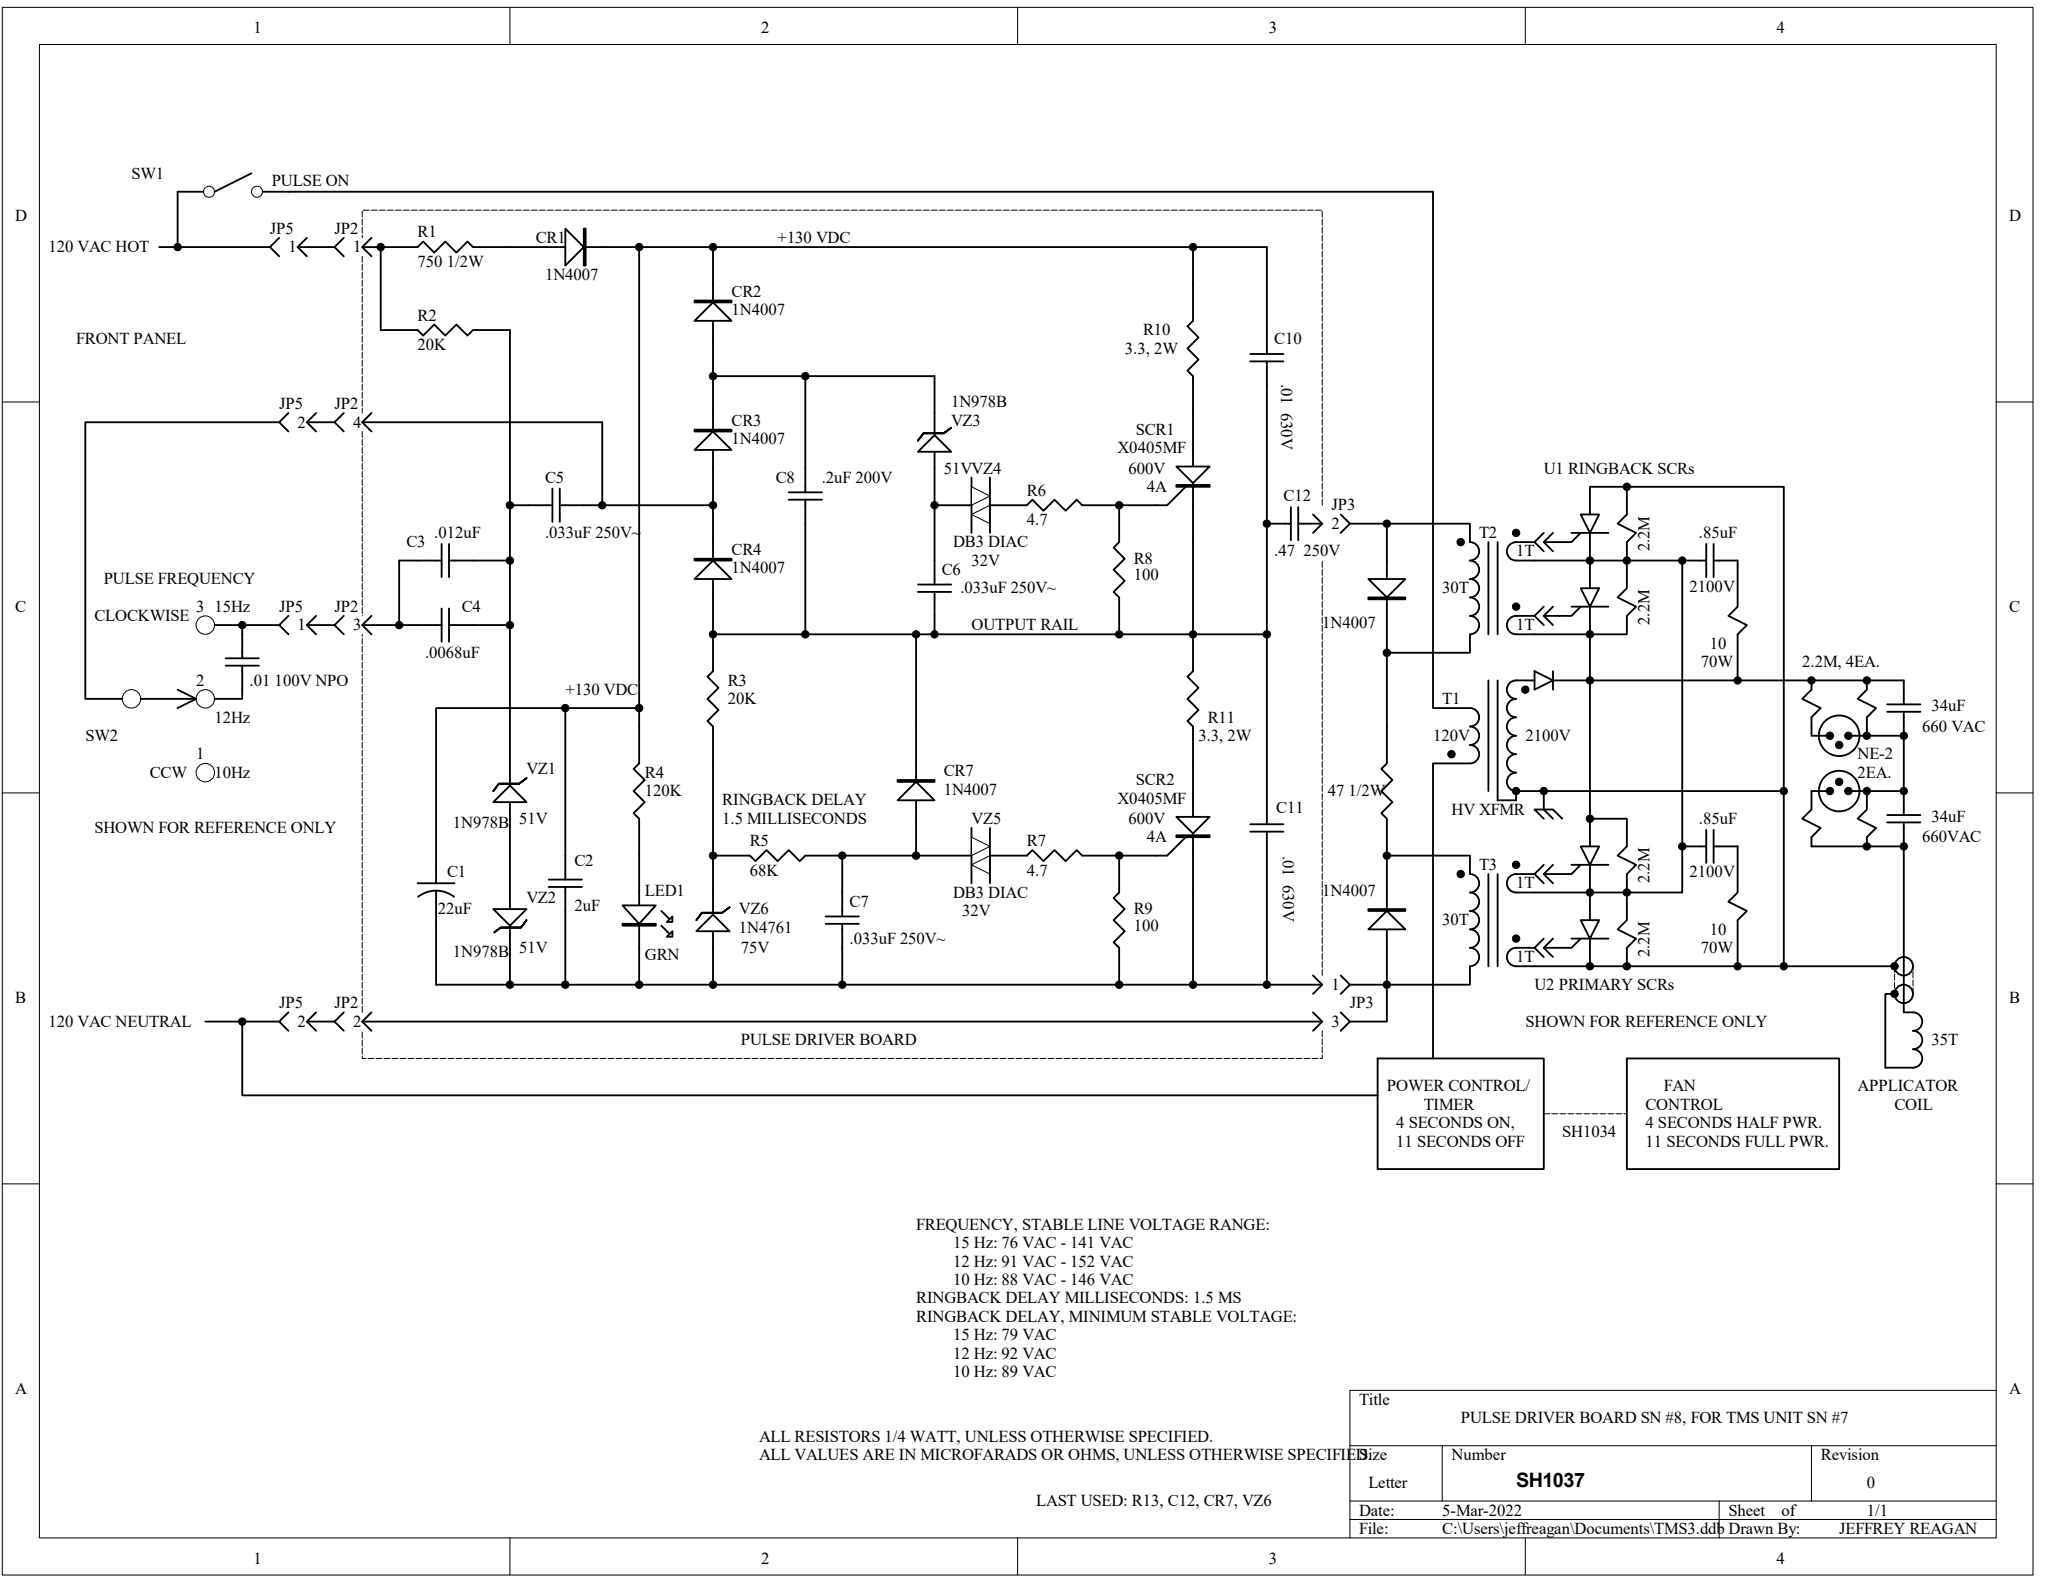 1
2
3
4
D
D
SW1
PULSE ON
120 VAC HOT
JP5
1
JP2
1
R1
750 1/2W
CR1
1N4007
+130 VDC
R2
20K
FRONT PANEL
CR2
1N4007
R10
3.3, 2W
C10
.01 630V
JP5
2
JP2
4
CR3
1N4007
1N978B
VZ3
SCR1
X0405MF
600V
4A
C5
.033uF 250V~
C8
.2uF 200V
51VVZ4
R6
4.7
DB3 DIAC
32V
C12
.47 250V
JP3
2
U1 RINGBACK SCRs
C3
.012uF
CR4
1N4007
C6
.033uF 250V~
R8
100
T2
30T
1T
1T
2.2M
2.2M
.85uF
2100V
1N4007
10
70W
PULSE FREQUENCY
C
C
CLOCKWISE
3
15Hz
JP5
1
JP2
3
C4
.0068uF
OUTPUT RAIL
.01 100V NPO
2
12Hz
SW2
1
CCW
10Hz
+130 VDC
R3
20K
R11
3.3, 2W
T1
120V
2100V
HV XFMR
2.2M, 4EA.
34uF
660 VAC
NE-2
2EA.
34uF
660VAC
SHOWN FOR REFERENCE ONLY
VZ1
1N978B
51V
R4
120K
RINGBACK DELAY
1.5 MILLISECONDS
CR7
1N4007
SCR2
X0405MF
600V
4A
47 1/2W
C11
.01 630V
R5
68K
VZ5
R7
4.7
DB3 DIAC
32V
C1
22uF
VZ2
1N978B
51V
C2
2uF
LED1
GRN
VZ6
1N4761
75V
C7
.033uF 250V~
R9
100
1N4007
T3
30T
1T
1T
2.2M
2.2M
.85uF
2100V
10
70W
U2 PRIMARY SCRs
B
B
120 VAC NEUTRAL
JP5
2
JP2
2
1
JP3
3
PULSE DRIVER BOARD
SHOWN FOR REFERENCE ONLY
35T
APPLICATOR
COIL
POWER CONTROL/
TIMER
4 SECONDS ON,
11 SECONDS OFF
SH1034
FAN
CONTROL
4 SECONDS HALF PWR.
11 SECONDS FULL PWR.
FREQUENCY, STABLE LINE VOLTAGE RANGE:
15 Hz: 76 VAC - 141 VAC
12 Hz: 91 VAC - 152 VAC
10 Hz: 88 VAC - 146 VAC
RINGBACK DELAY MILLISECONDS: 1.5 MS
RINGBACK DELAY, MINIMUM STABLE VOLTAGE:
15 Hz: 79 VAC
12 Hz: 92 VAC
10 Hz: 89 VAC
A
A
ALL RESISTORS 1/4 WATT, UNLESS OTHERWISE SPECIFIED.
ALL VALUES ARE IN MICROFARADS OR OHMS, UNLESS OTHERWISE SPECIFIED.
LAST USED: R13, C12, CR7, VZ6
Title
PULSE DRIVER BOARD SN #8, FOR TMS UNIT SN #7
Size
Letter
Number
SH1037
Revision
0
Date:
5-Mar-2022
Sheet of
1/1
File:
C:\Users\jeffreagan\Documents\TMS3.ddb
Drawn By:
JEFFREY REAGAN
1
2
3
4